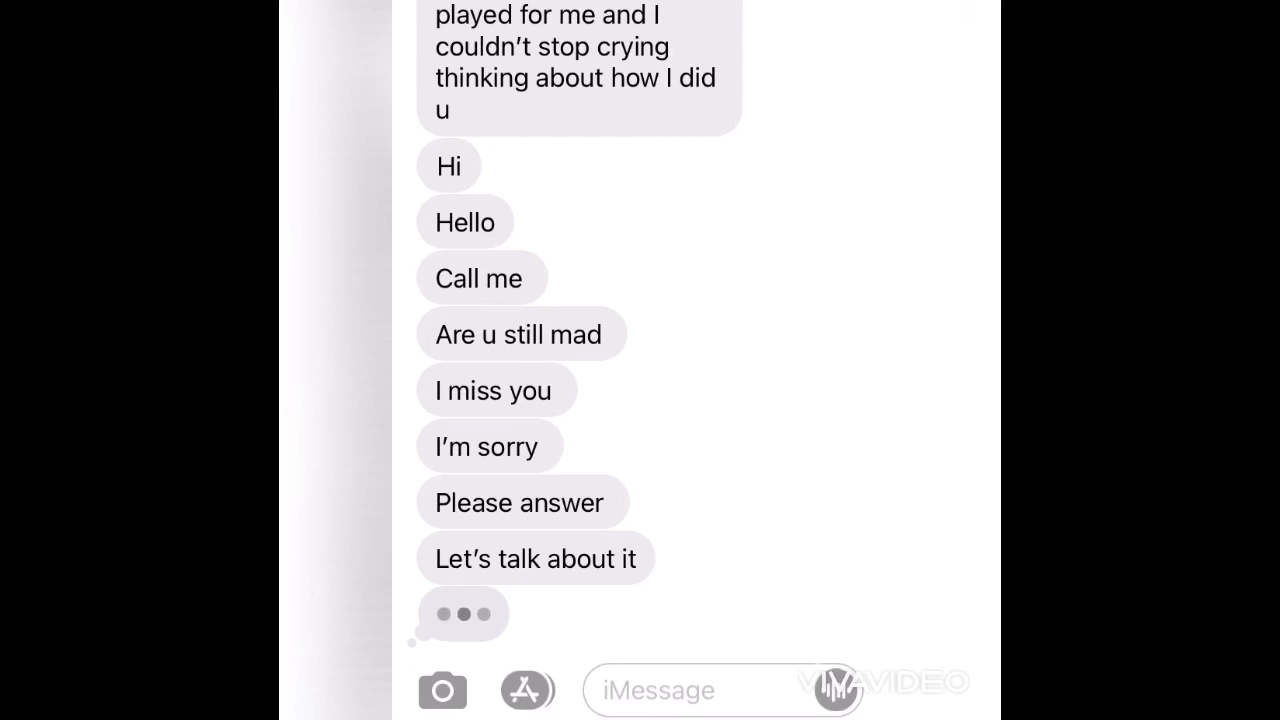 played for me and I
couldn’t stop crying
thinking about how I did
u
Hi
Hello
Call me
Are u still mad
I miss you
I’m sorry
Please answer
Let’s talk about it
iMessage
VIVAVIDEO